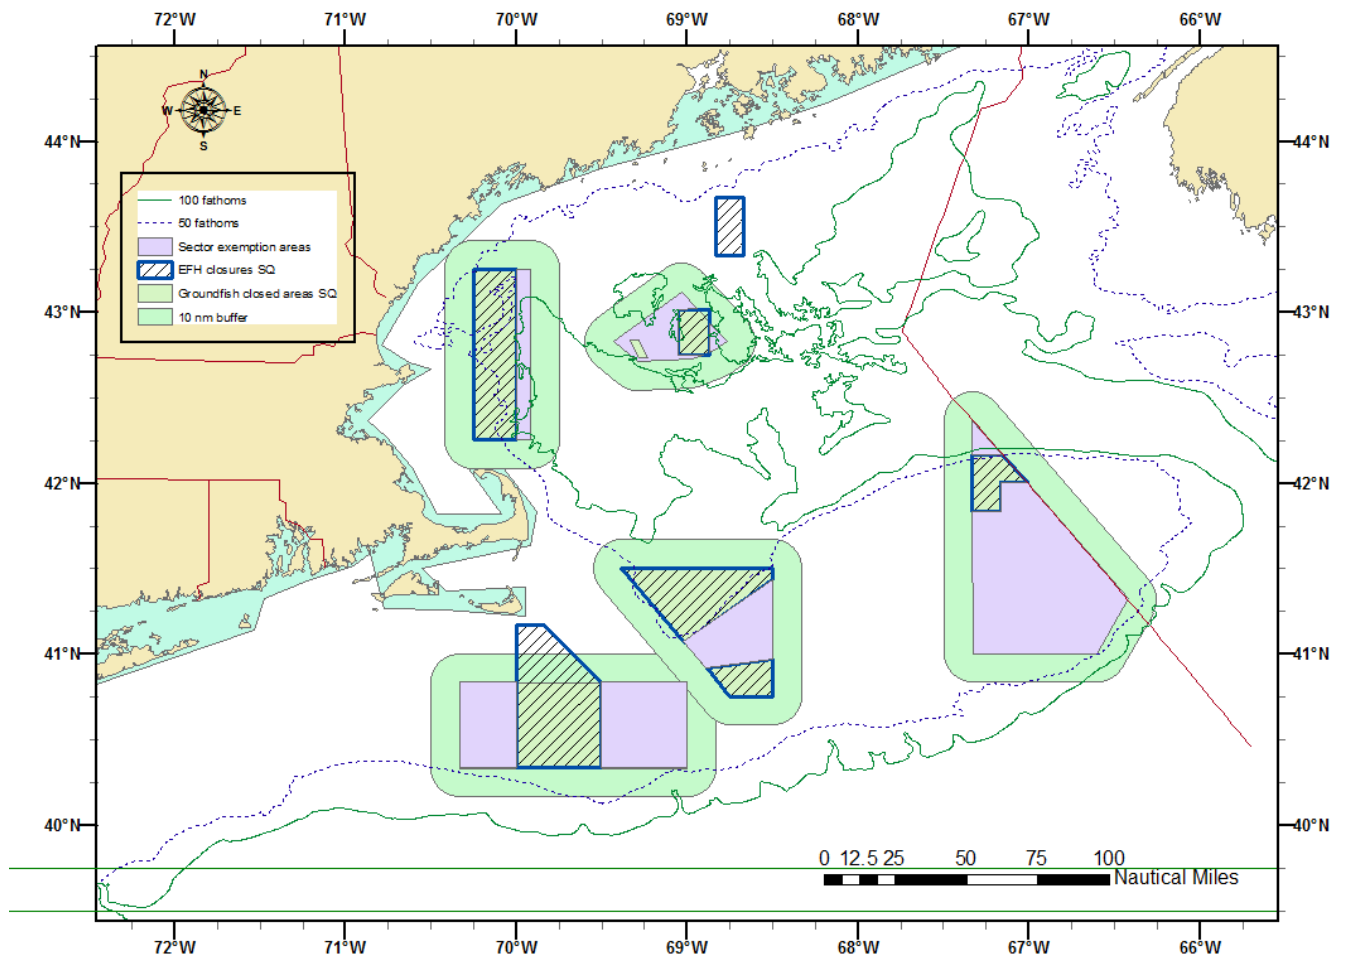 72°W 71°W 70°W 69°W 68°W 67°W 66°W
N
W E
S
44°N 44°N
100 fathoms
50 fathoms
Sector exemption areas
EFH closures SQ
Groundfish closed areas SQ
10 nm buffer
43°N 43°N
42°N 42°N
41°N 41°N
40°N 40°N
0 12.5 25 50 75 100
Nautical Miles
72°W 71°W 70°W 69°W 68°W 67°W 66°W